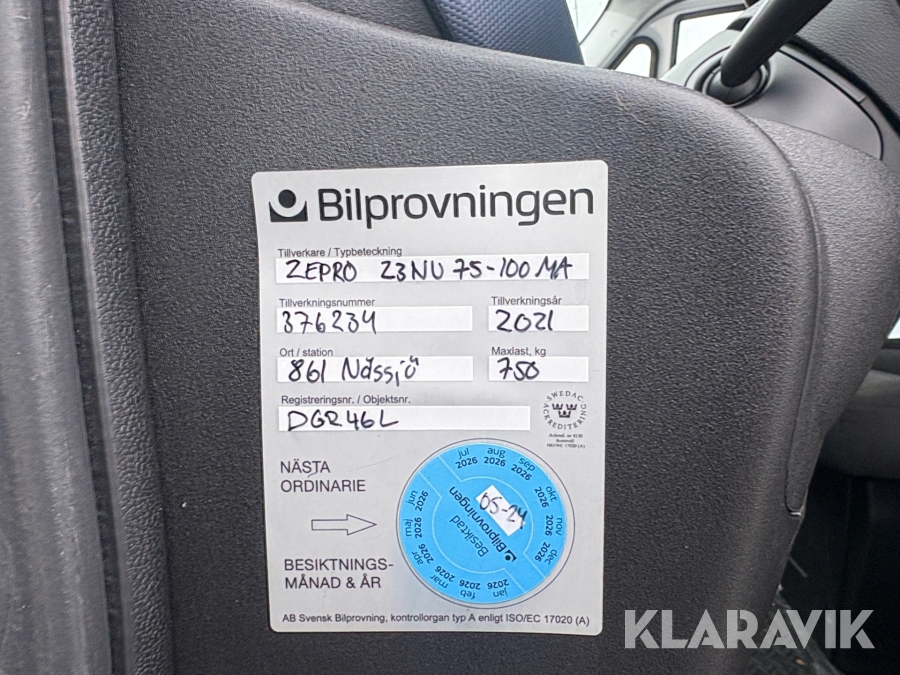 Bilprovningen
Tillverkare / Typbeteckning
ZEPRO Z3NU 75-100 MA
Tillverkningsnummer
Tillverkningsår
376234
2021
Ort / station
Maxlast, kg
861 Nässjö
750
Registreringsnr. / Objektsnr.
DGR46L
SWEDAC
ACKREDITERING
NÄSTA
ORDINARIE
BESIKTNINGS-
MÅNAD & ÅR
jul 2026
aug 2026
sep 2026
okt 2026
nov 2026
dec 2026
jan 2026
feb 2026
mar 2026
apr 2026
maj 2026
jun 2026
05-24
Besiktad
Bilprovningen
AB Svensk Bilprovning, kontrollorgan typ A enligt ISO/IEC 17020 (A)
KLARAVIK